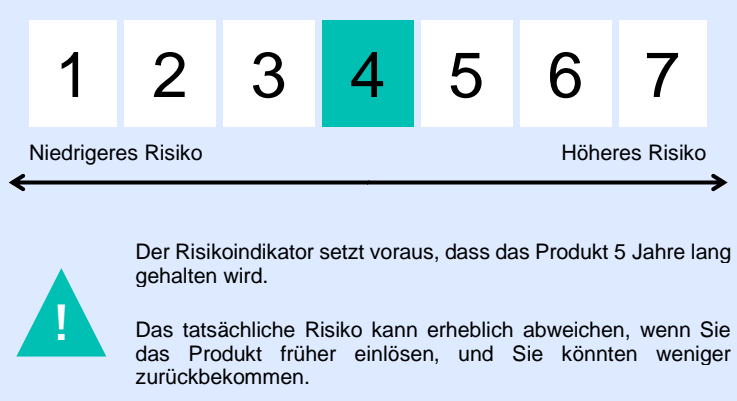 1 2 3 4 5 6 7
Niedrigeres Risiko Höheres Risiko
Der Risikoindikator setzt voraus, dass das Produkt 5 Jahre lang
gehalten wird.
!
Das tatsächliche Risiko kann erheblich abweichen, wenn Sie
das Produkt früher einlösen, und Sie könnten weniger
zurückbekommen.